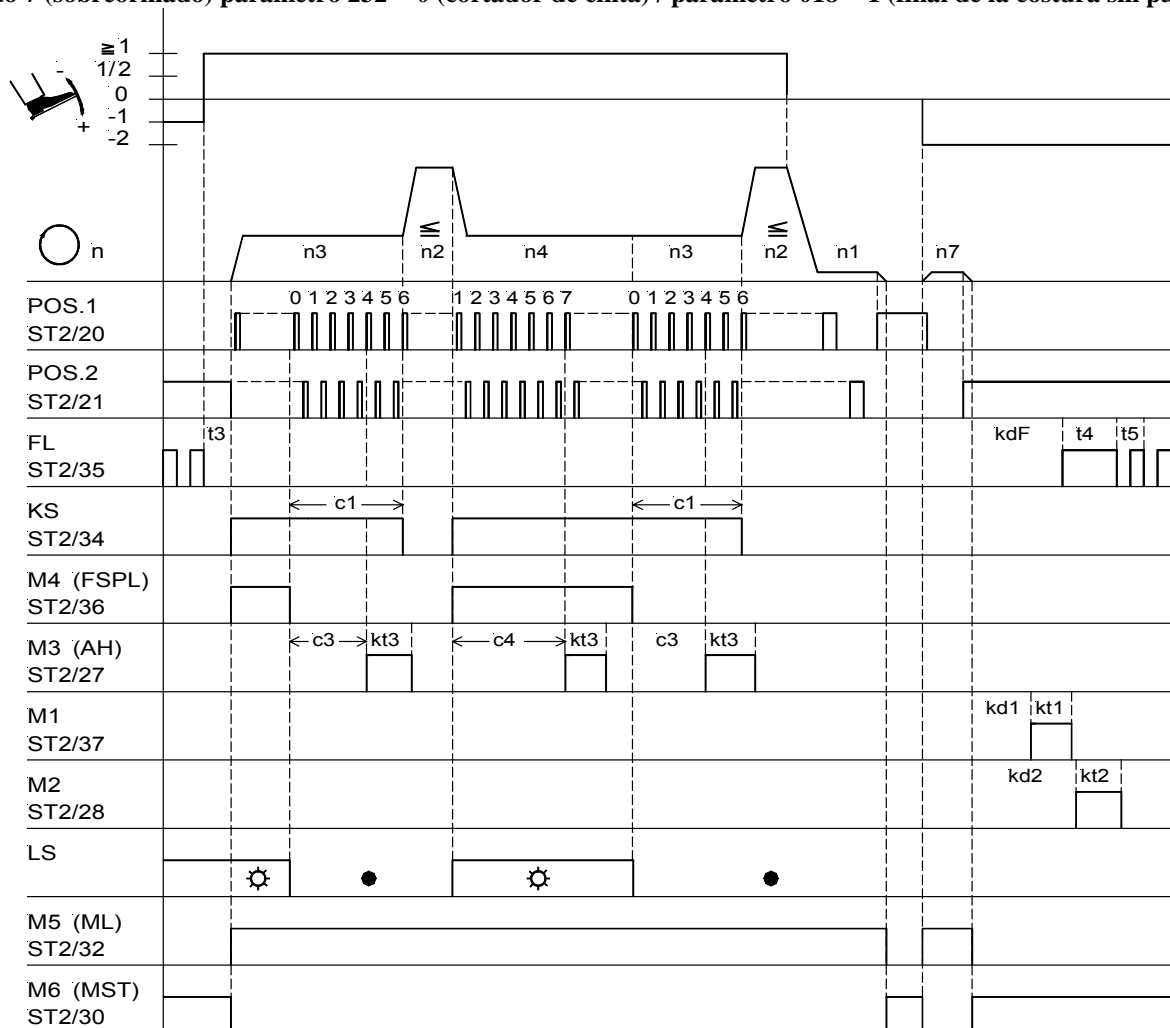 (sobreorillado) parámetro 232 = 0 (cortador de cinta) / parámetro 018 = 1 (final de la costura sin
≧ 1
1/2
0
-1
-2
-
+
n
n3
≦
n2
n4
n3
≦
n2
n1
n7
POS.1
ST2/20
0 1 2 3 4 5 6
1 2 3 4 5 6 7
0 1 2 3 4 5 6
POS.2
ST2/21
FL
ST2/35
t3
kdF
t4
t5
KS
ST2/34
c1
c1
M4 (FSPL)
ST2/36
M3 (AH)
ST2/27
c3
kt3
c4
kt3
c3
kt3
M1
ST2/37
kd1
kt1
M2
ST2/28
kd2
kt2
LS
M5 (ML)
ST2/32
M6 (MST)
ST2/30